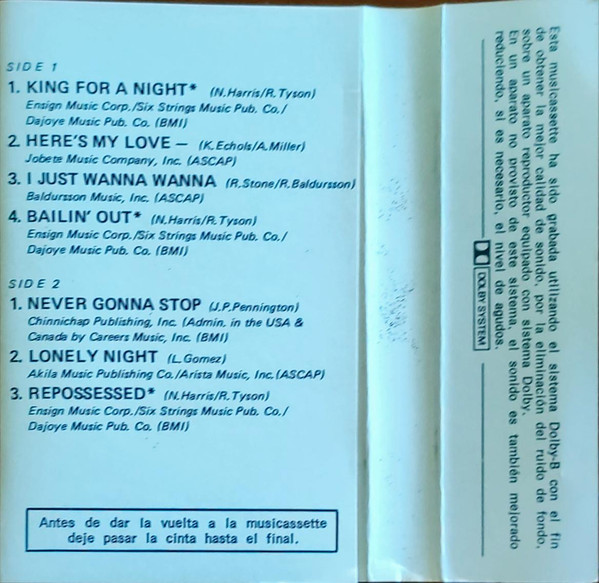 SIDE 1
1. KING FOR A NIGHT* (N.Harris/R.Tyson)
Ensign Music Corp./Six Strings Music Pub. Co./
Dajoye Music Pub. Co. (BMI)
2. HERE'S MY LOVE — (K.Echols/A.Miller)
Jobete Music Company, Inc. (ASCAP)
3. I JUST WANNA WANNA (R.Stone/R.Baldursson)
Baldursson Music, Inc. (ASCAP)
4. BAILIN' OUT* (N.Harris/R.Tyson)
Ensign Music Corp./Six Strings Music Pub. Co./
Dajoye Music Pub. Co. (BMI)
SIDE 2
1. NEVER GONNA STOP (J.P.Pennington)
Chinnichap Publishing, Inc. (Admin. in the USA &
Canada by Careers Music, Inc. (BMI)
2. LONELY NIGHT (L.Gomez)
Akila Music Publishing Co./Arista Music, Inc. (ASCAP)
3. REPOSSESSED* (N.Harris/R.Tyson)
Ensign Music Corp./Six Strings Music Pub. Co./
Dajoye Music Pub. Co. (BMI)
Antes de dar la vuelta a la musicassette
deje pasar la cinta hasta el final.
Esta musicassette ha sido grabada utilizando el sistema Dolby-B con el fin
de obtener la mejor calidad de sonido, por la eliminación del ruido de fondo,
sobre un aparato reproductor equipado con sistema Dolby.
En un aparato no provisto de este sistema, el sonido es también mejorado
reduciendo, si es necesario, el nivel de agudos.
DOLBY SYSTEM